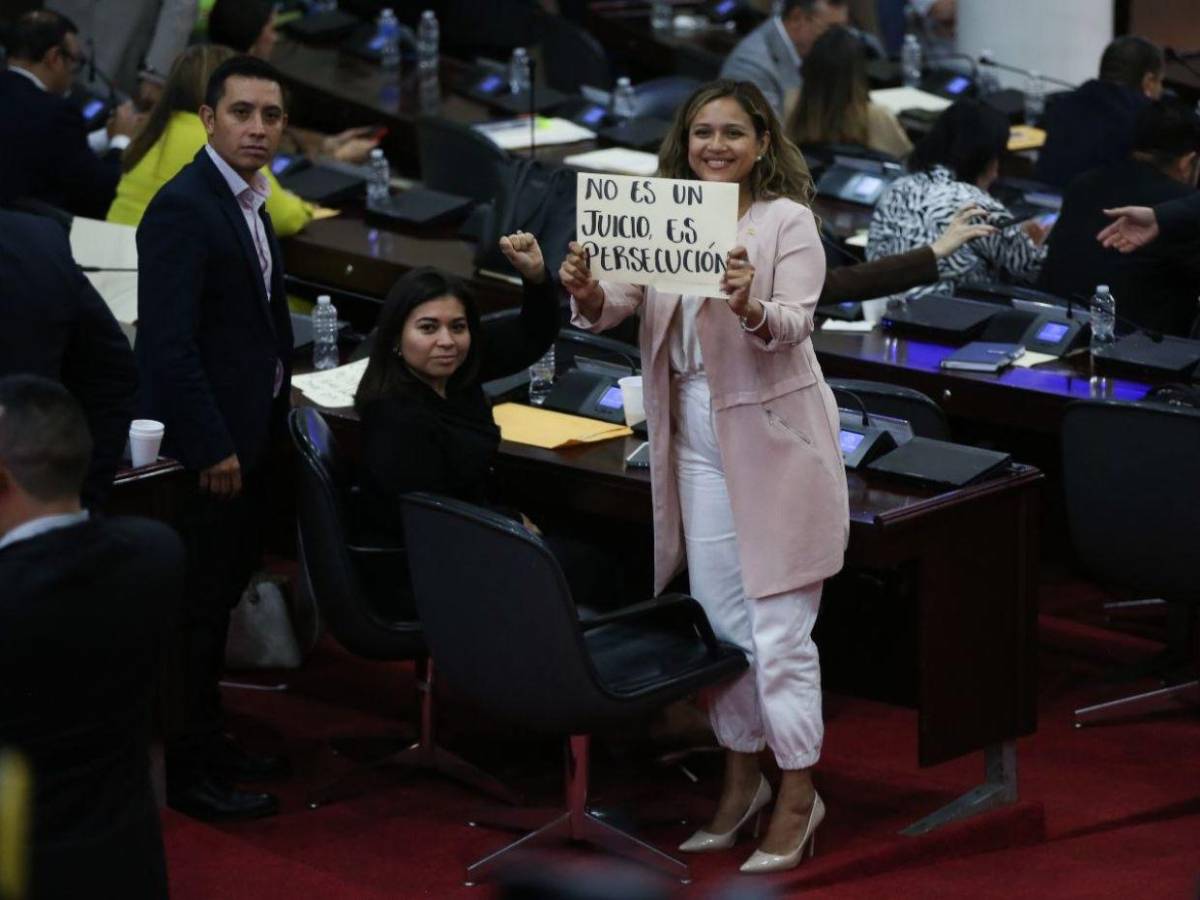 NO ES UN
JUICIO, ES
PERSECUCIÓN